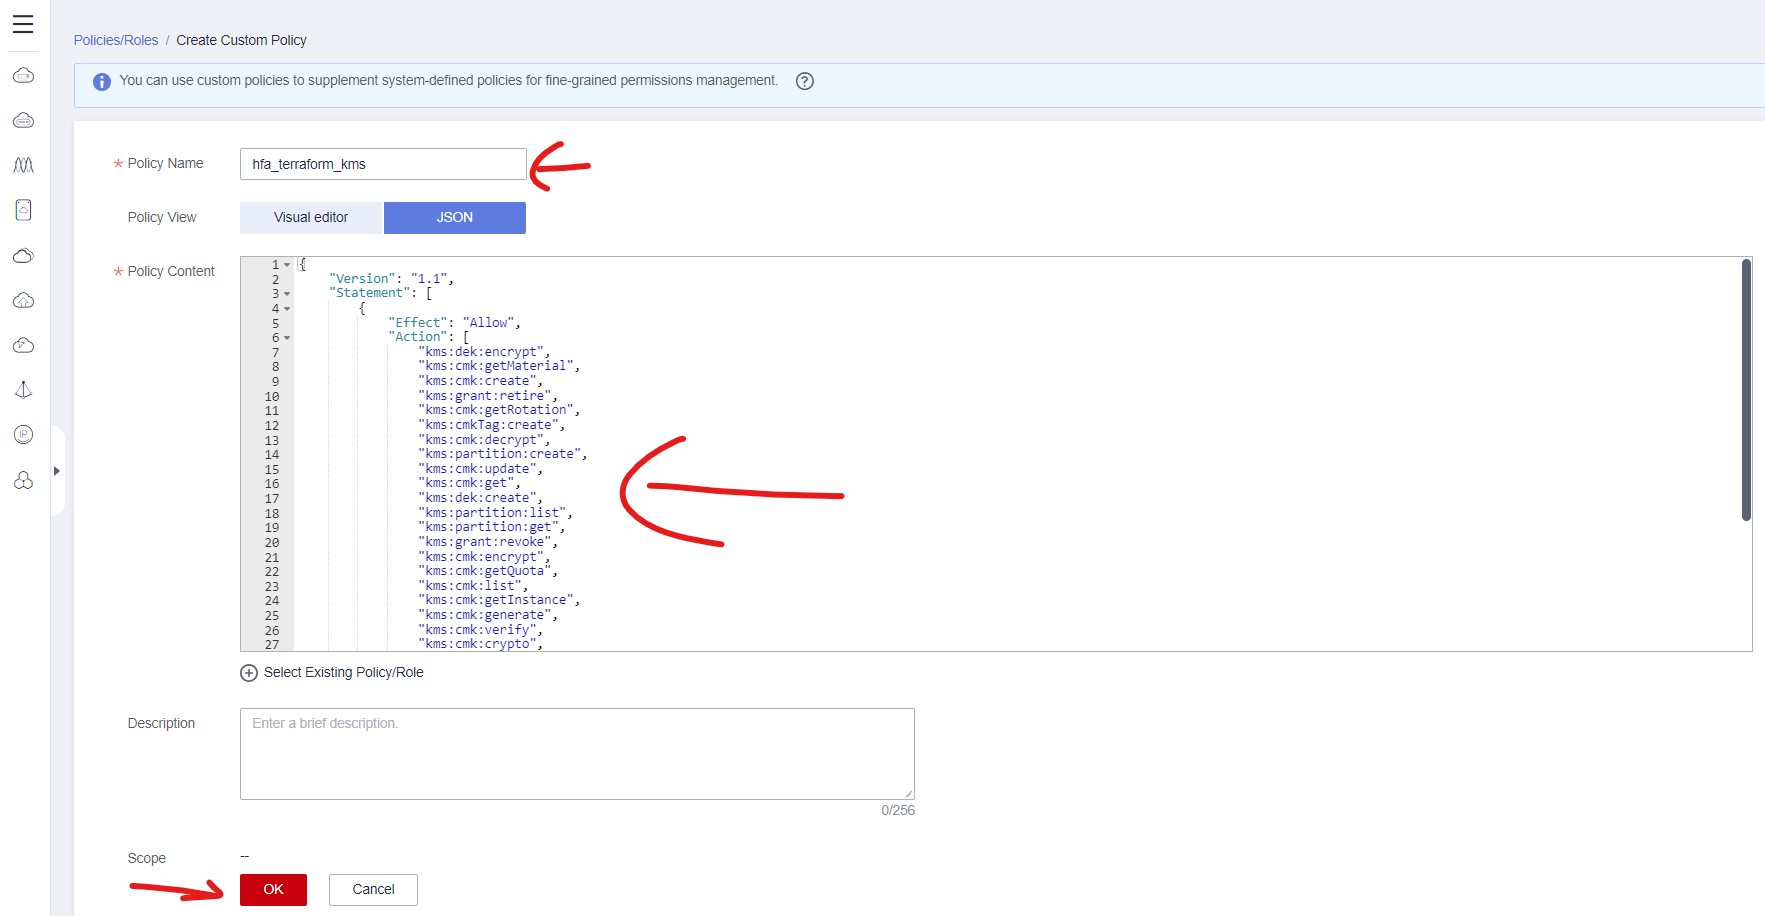 Policies/Roles / Create Custom Policy
You can use custom policies to supplement system-defined policies for fine-grained permissions management.
* Policy Name hfa_terraform_kms
Policy View Visual editor JSON
* Policy Content
1 {
2 "Version": "1.1",
3 "Statement": [
4 {
5 "Effect": "Allow",
6 "Action": [
7 "kms:dek:encrypt",
8 "kms:cmk:getMaterial",
9 "kms:cmk:create",
10 "kms:grant:retire",
11 "kms:cmk:getRotation",
12 "kms:cmkTag:create",
13 "kms:cmk:decrypt",
14 "kms:partition:create",
15 "kms:cmk:update",
16 "kms:cmk:get",
17 "kms:dek:create",
18 "kms:partition:list",
19 "kms:partition:get",
20 "kms:grant:revoke",
21 "kms:cmk:encrypt",
22 "kms:cmk:getQuota",
23 "kms:cmk:list",
24 "kms:cmk:getInstance",
25 "kms:cmk:generate",
26 "kms:cmk:verify",
27 "kms:cmk:crypto",
Select Existing Policy/Role
Description Enter a brief description.
0/256
Scope --
OK Cancel
IP